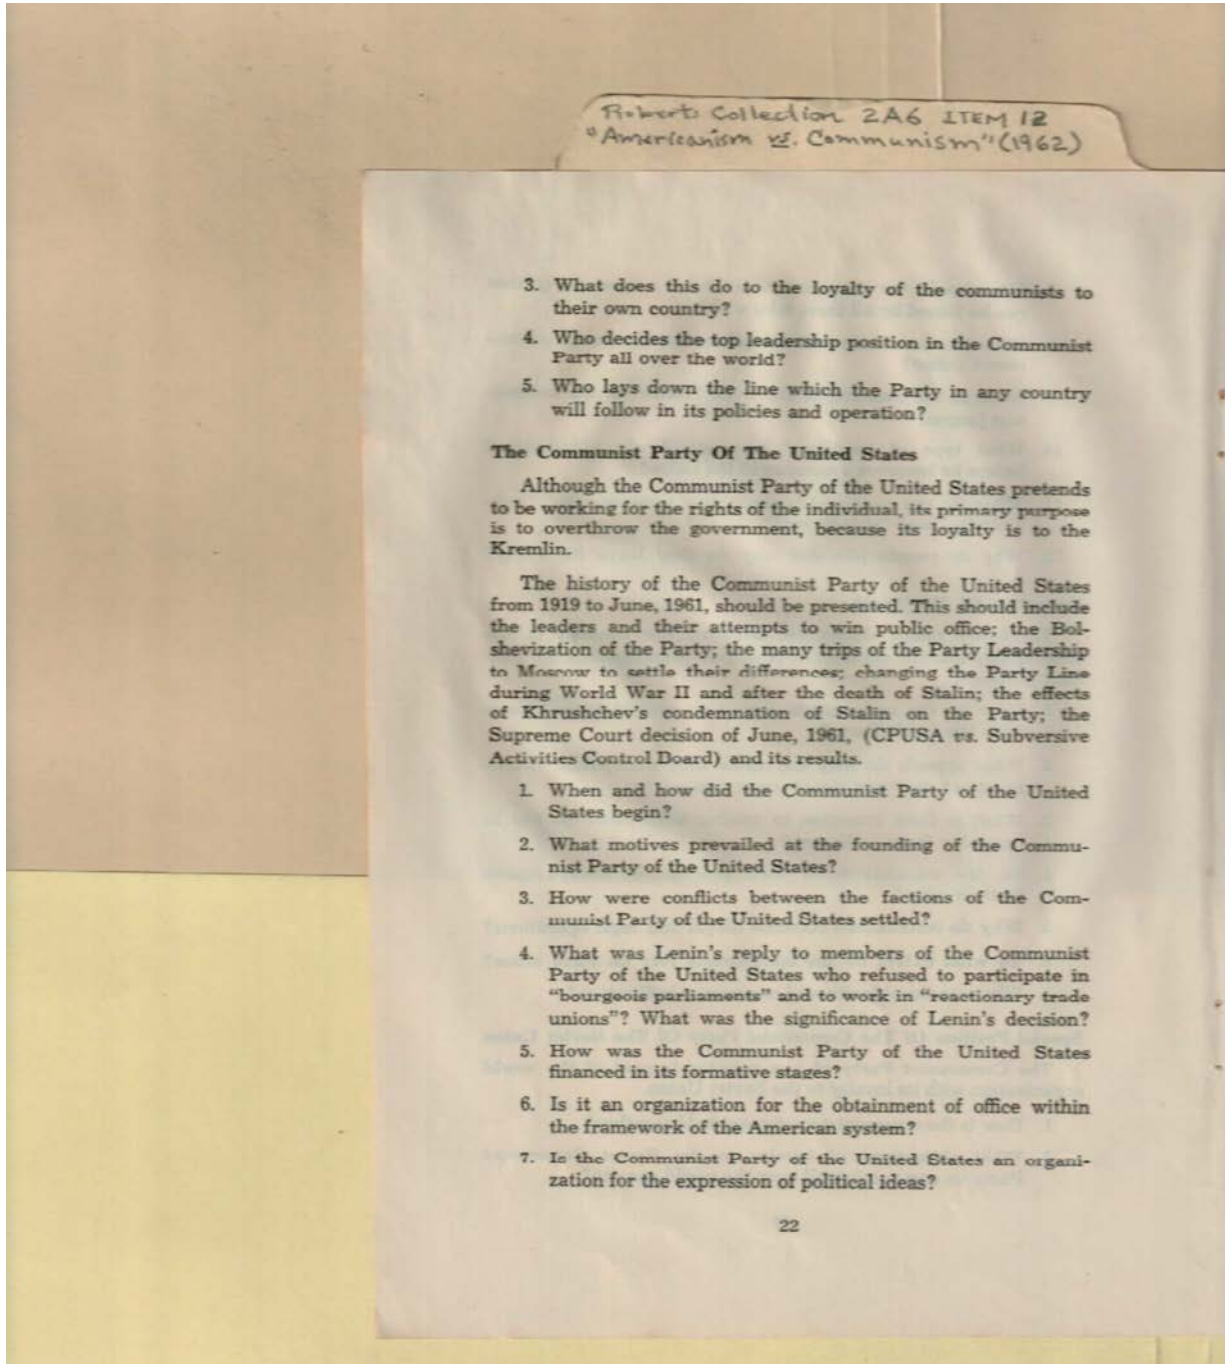 Roberts Collection 2A6 ITEM 12
"Americanism vs. Communism" (1962)
3. What does this do to the loyalty of the communists to
their own country?
4. Who decides the top leadership position in the Communist
Party all over the world?
5. Who lays down the line which the Party in any country
will follow in its policies and operation?
The Communist Party Of The United States
Although the Communist Party of the United States pretends
to be working for the rights of the individual, its primary purpose
is to overthrow the government, because its loyalty is to the
Kremlin.
The history of the Communist Party of the United States
from 1919 to June, 1961, should be presented. This should include
the leaders and their attempts to win public office; the Bol-
shevization of the Party; the many trips of the Party Leadership
to Moscow to settle their differences; changing the Party Line
during World War II and after the death of Stalin; the effects
of Khrushchev's condemnation of Stalin on the Party; the
Supreme Court decision of June, 1961, (CPUSA vs. Subversive
Activities Control Board) and its results.
1. When and how did the Communist Party of the United
States begin?
2. What motives prevailed at the founding of the Commu-
nist Party of the United States?
3. How were conflicts between the factions of the Com-
munist Party of the United States settled?
4. What was Lenin's reply to members of the Communist
Party of the United States who refused to participate in
"bourgeois parliaments" and to work in "reactionary trade
unions"? What was the significance of Lenin's decision?
5. How was the Communist Party of the United States
financed in its formative stages?
6. Is it an organization for the obtainment of office within
the framework of the American system?
7. Is the Communist Party of the United States an organi-
zation for the expression of political ideas?
22